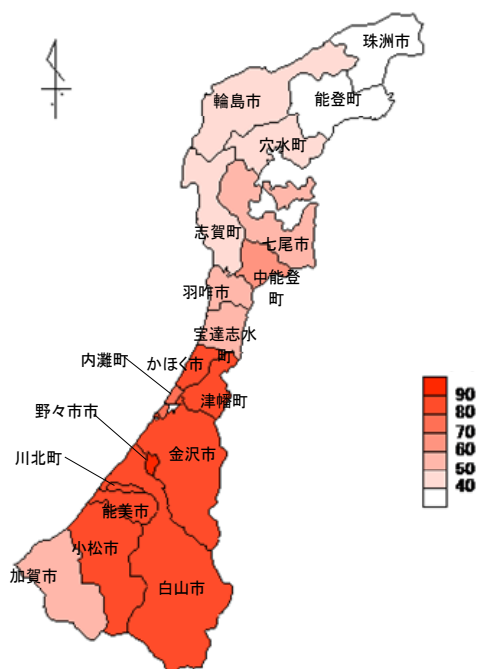 珠洲市
輪島市
能登町
穴水町
志賀町
七尾市
中能登
町
羽咋市
宝達志水
町
内灘町
かほく市
津幡町
野々市市
金沢市
川北町
能美市
小松市
加賀市
白山市
90
80
70
60
50
40